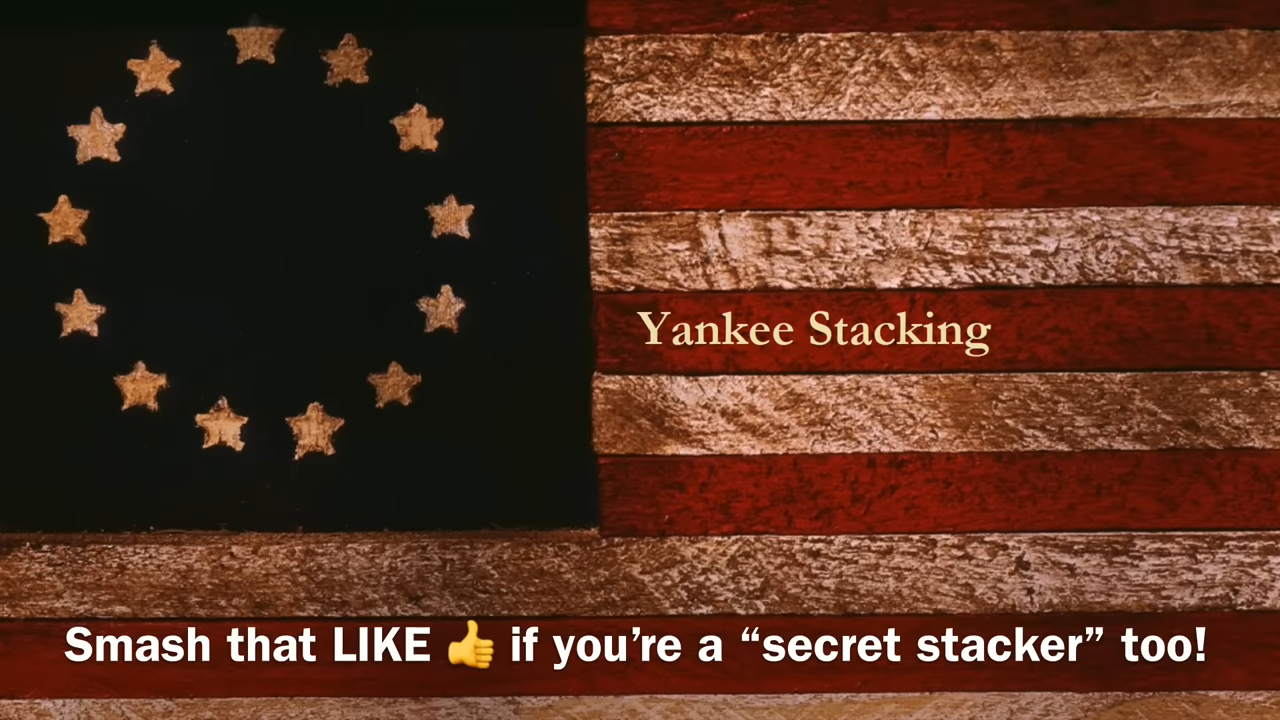 Yankee Stacking
Smash that LIKE 👍 if you’re a “secret stacker” too!